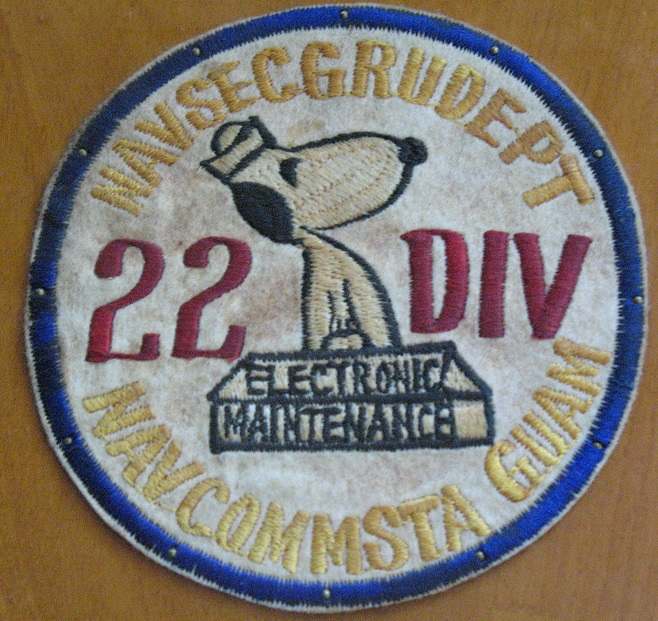 NAVSECGRUDEPT
22 DIV
ELECTRONIC
MAINTENANCE
NAVCOMMSTA GUAM